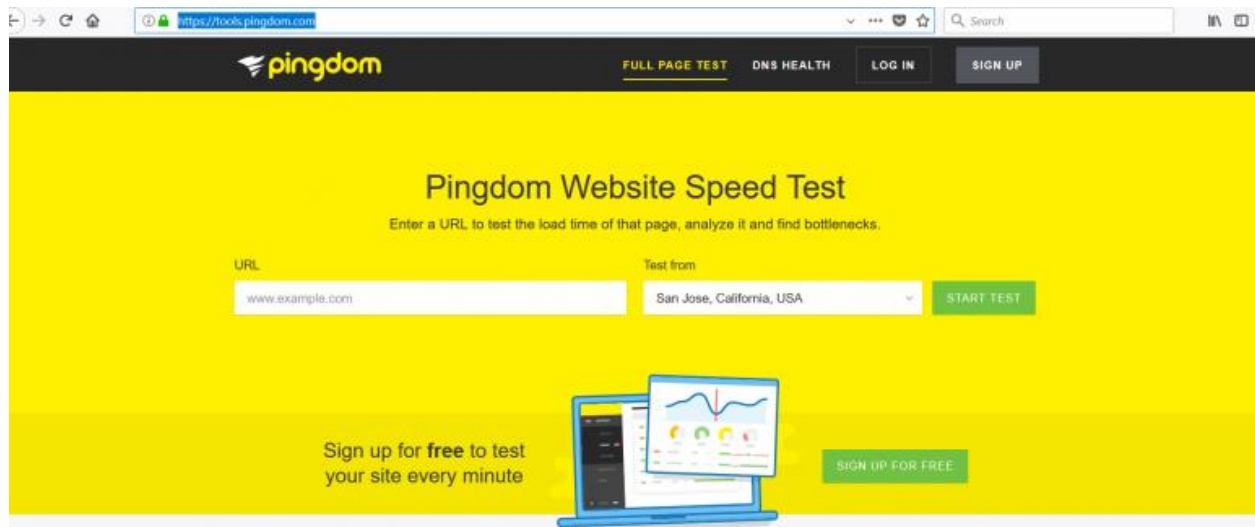 https://tools.pingdom.com
Search
pingdom
FULL PAGE TEST
DNS HEALTH
LOG IN
SIGN UP
Pingdom Website Speed Test
Enter a URL to test the load time of that page, analyze it and find bottlenecks.
URL
Test from
www.example.com
San Jose, California, USA
START TEST
Sign up for free to test
your site every minute
SIGN UP FOR FREE